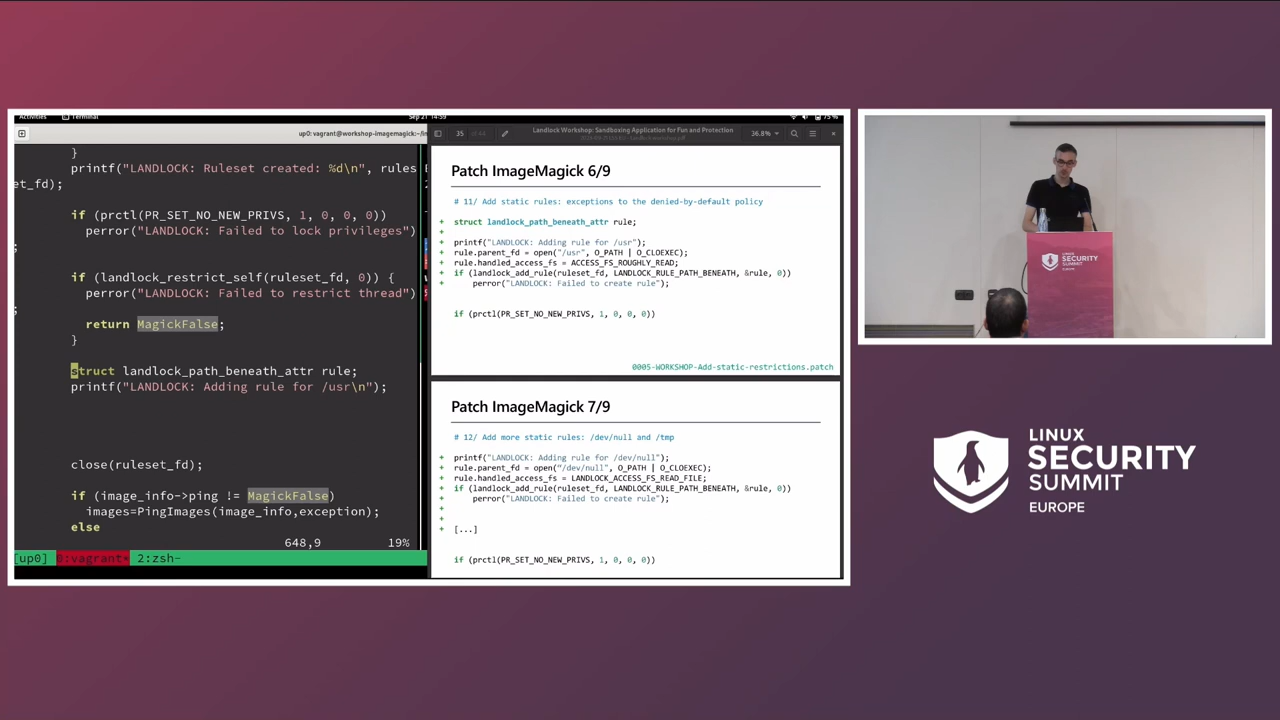 Activities Terminal
up0: vagrant@workshop-imagemagick:~/i
}
printf("LANDLOCK: Ruleset created: %d\n", rules
et_fd);
if (prctl(PR_SET_NO_NEW_PRIVS, 1, 0, 0, 0))
perror("LANDLOCK: Failed to lock privileges")
;
if (landlock_restrict_self(ruleset_fd, 0)) {
perror("LANDLOCK: Failed to restrict thread")
;
return MagickFalse;
}
struct landlock_path_beneath_attr rule;
printf("LANDLOCK: Adding rule for /usr\n");
close(ruleset_fd);
if (image_info->ping != MagickFalse)
images=PingImages(image_info,exception);
else
648,9 19%
[up0] 0:vagrant* 2:zsh-
75 %
35 of 44
Landlock Workshop: Sandboxing Application for Fun and Protection
36.8%
Patch ImageMagick 6/9
# 11/ Add static rules: exceptions to the denied-by-default policy
+ struct landlock_path_beneath_attr rule;
+
+ printf("LANDLOCK: Adding rule for /usr");
+ rule.parent_fd = open("/usr", O_PATH | O_CLOEXEC);
+ rule.handled_access_fs = ACCESS_FS_ROUGHLY_READ;
+ if (landlock_add_rule(ruleset_fd, LANDLOCK_RULE_PATH_BENEATH, &rule, 0))
+ perror("LANDLOCK: Failed to create rule");
if (prctl(PR_SET_NO_NEW_PRIVS, 1, 0, 0, 0))
0005-WORKSHOP-Add-static-restrictions.patch
Patch ImageMagick 7/9
# 12/ Add more static rules: /dev/null and /tmp
+ printf("LANDLOCK: Adding rule for /dev/null");
+ rule.parent_fd = open("/dev/null", O_PATH | O_CLOEXEC);
+ rule.handled_access_fs = LANDLOCK_ACCESS_FS_READ_FILE;
+ if (landlock_add_rule(ruleset_fd, LANDLOCK_RULE_PATH_BENEATH, &rule, 0))
+ perror("LANDLOCK: Failed to create rule");
+
+
+ [...]
if (prctl(PR_SET_NO_NEW_PRIVS, 1, 0, 0, 0))
LINUX
SECURITY
SUMMIT
EUROPE
LINUX
SECURITY
SUMMIT
EUROPE